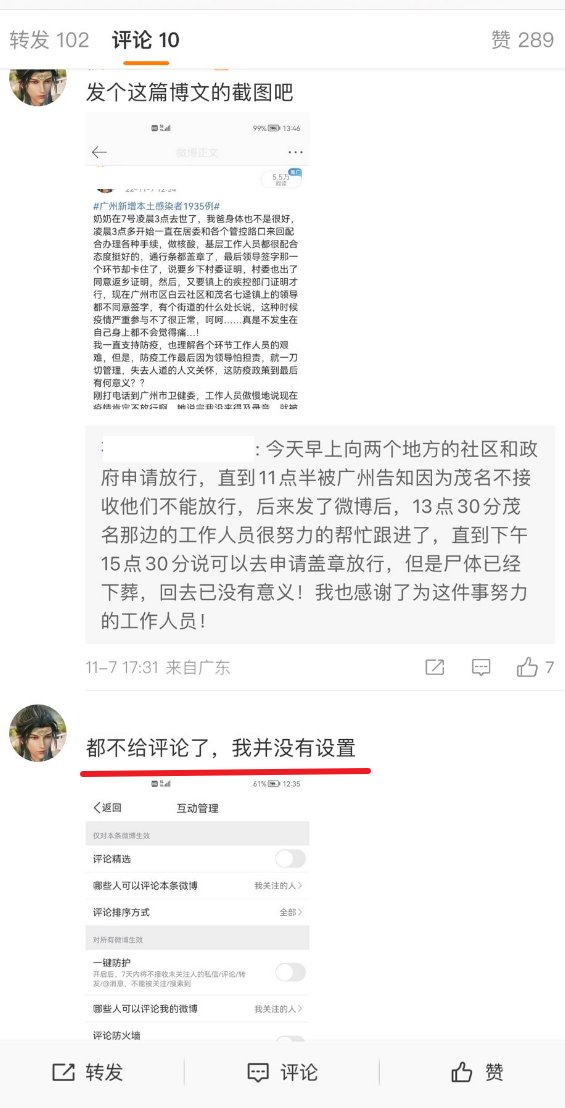 转发 102
评论 10
赞 289
发个这篇博文的截图吧
99% 13:46
微博正文
5.5万
阅读
推广
#广州新增本土感染者1935例#
奶奶在7号凌晨3点去世了，我爸身体也不是很好，
凌晨3点多开始一直在居委和各个管控路口来回配
合办理各种手续，做核酸，基层工作人员都很配合
态度挺好的，通行条都盖章了，最后领导签字那一
个环节却卡住了，说要乡下村委证明，村委也出了
同意返乡证明，然后，又要镇上的疾控部门证明才
行，现在广州市区白云社区和茂名七迳镇上的领导
都不同意签字，有个街道的什么处长说，这种时候
疫情严重参与不了很正常，呵呵……真是不发生在
自己身上都不会觉得痛…!
我一直支持防疫，也理解各个环节工作人员的艰
难，但是，防疫工作最后因为领导怕担责，就一刀
切管理，失去人道的人文关怀，这防疫政策到最后
有何意义？？
刚打电话到广州市卫健委，工作人员傲慢地说现在
: 今天早上向两个地方的社区和政
府申请放行，直到11点半被广州告知因为茂名不接
收他们不能放行，后来发了微博后，13点30分茂
名那边的工作人员很努力的帮忙跟进了，直到下午
15点30分说可以去申请盖章放行，但是尸体已经
下葬，回去已没有意义！我也感谢了为这件事努力
的工作人员！
11-7 17:31 来自广东
7
都不给评论了，我并没有设置
61% 12:35
返回
互动管理
仅对本条微博生效
评论精选
哪些人可以评论本条微博
我关注的人
评论排序方式
全部
对所有微博生效
一键防护
开启后，7天内将不接收未关注人的私信/评论/转
发/@消息，不能被关注/搜索到
哪些人可以评论我的微博
我关注的人
评论防火墙
转发
评论
赞